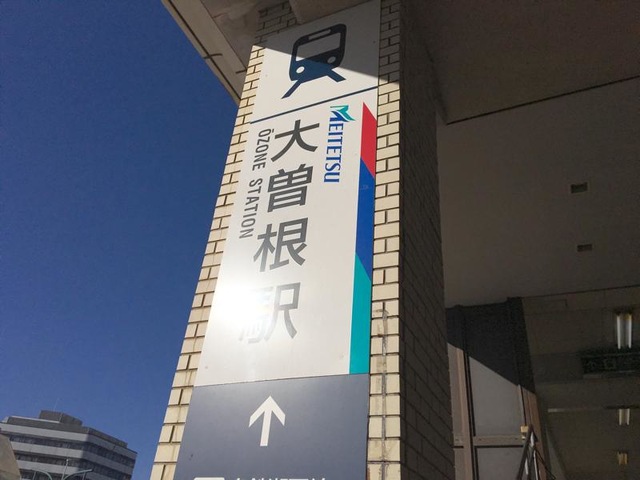 MEITETSU
大曽根駅
ŌZONE STATION